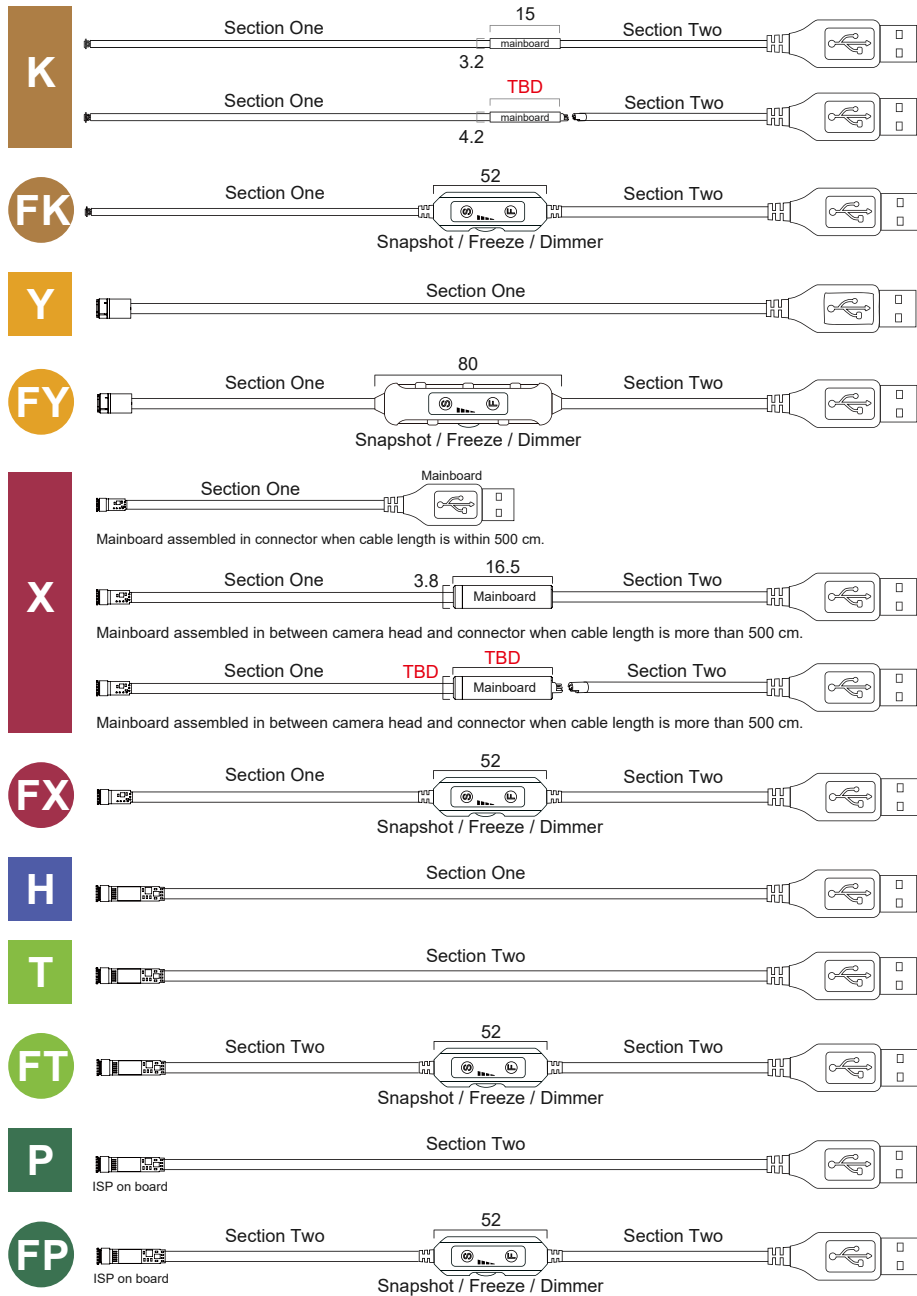 K
Section One
15
mainboard
Section Two
3.2
Section One
TBD
mainboard
Section Two
4.2
FK
Section One
52
S F
Section Two
Snapshot / Freeze / Dimmer
Y
Section One
FY
Section One
80
S F
Section Two
Snapshot / Freeze / Dimmer
X
Section One
Mainboard
Mainboard assembled in connector when cable length is within 500 cm.
Section One
3.8
16.5
Mainboard
Section Two
Mainboard assembled in between camera head and connector when cable length is more than 500 cm.
Section One
TBD
TBD
Mainboard
Section Two
Mainboard assembled in between camera head and connector when cable length is more than 500 cm.
FX
Section One
52
S F
Section Two
Snapshot / Freeze / Dimmer
H
Section One
T
Section Two
FT
Section Two
52
S F
Section Two
Snapshot / Freeze / Dimmer
P
Section Two
ISP on board
FP
Section Two
52
S F
Section Two
ISP on board
Snapshot / Freeze / Dimmer